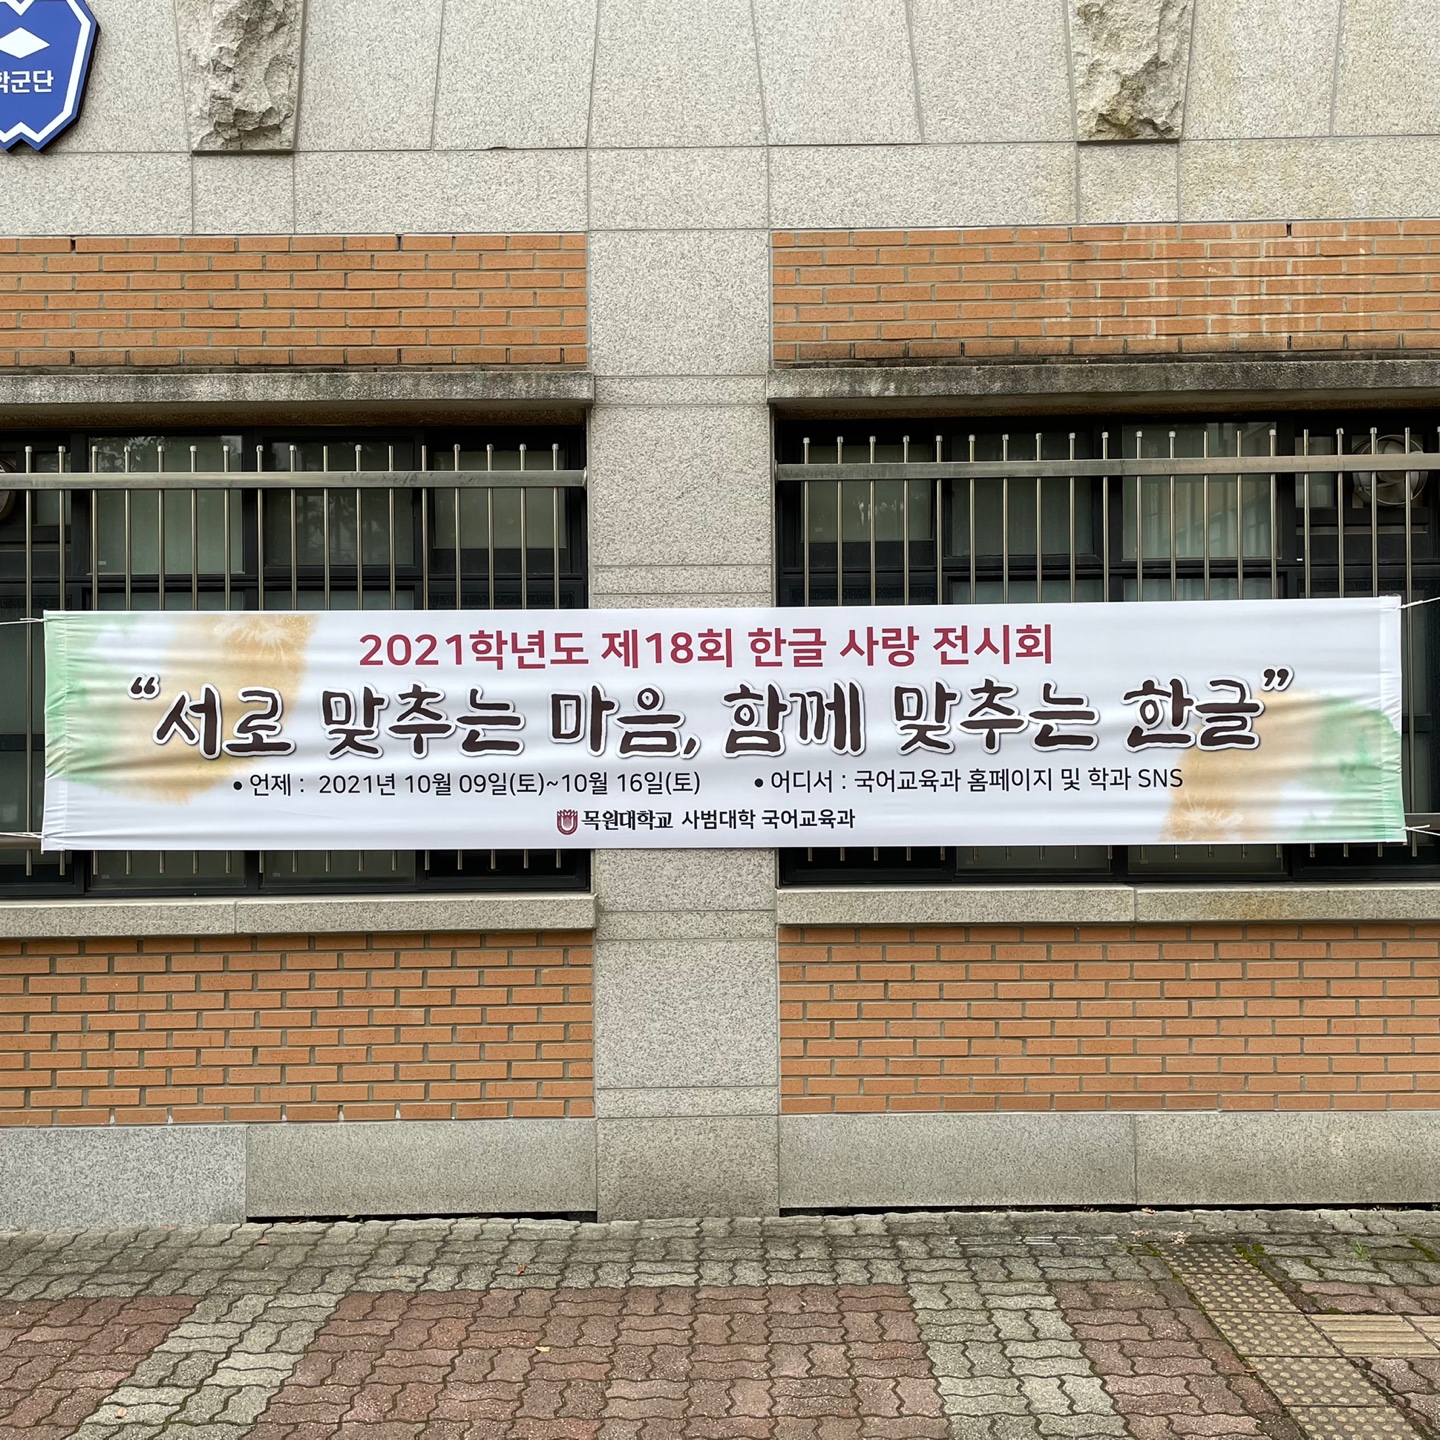 학군단
2021학년도 제18회 한글 사랑 전시회
“서로 맞추는 마음, 함께 맞추는 한글”
• 언제 : 2021년 10월 09일(토)~10월 16일(토) • 어디서 : 국어교육과 홈페이지 및 학과 SNS
목원대학교 사범대학 국어교육과